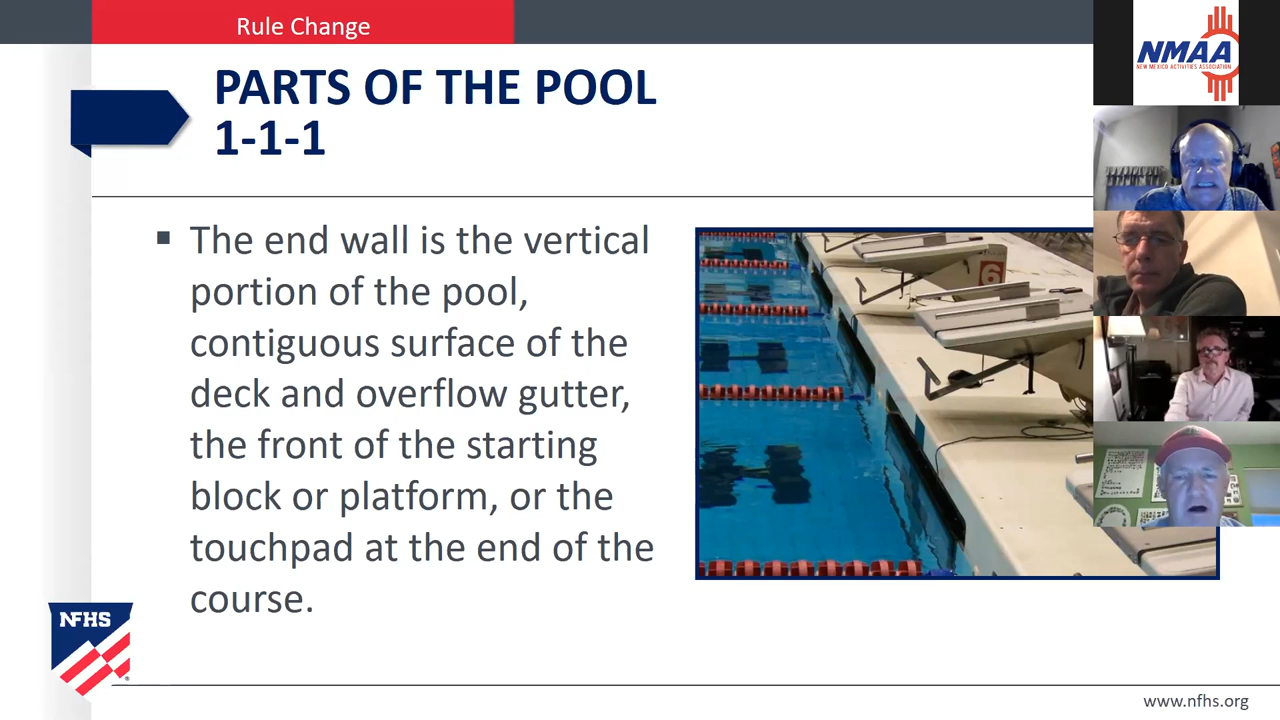 Rule Change
PARTS OF THE POOL
1-1-1
▪ The end wall is the vertical
portion of the pool,
contiguous surface of the
deck and overflow gutter,
the front of the starting
block or platform, or the
touchpad at the end of the
course.
6
NMAA
NEW MEXICO ACTIVITIES ASSOCIATION
NFHS
www.nfhs.org